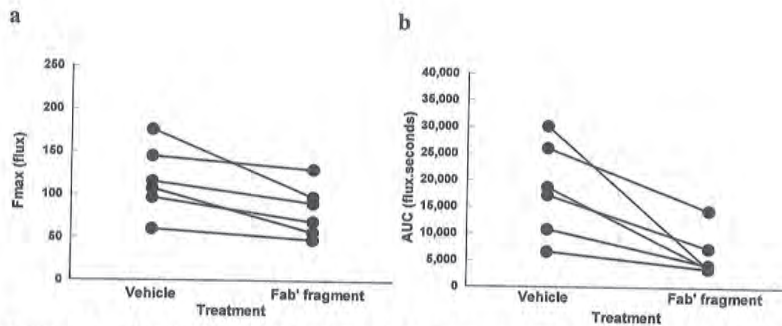 a
250
200
150
100
50
0
Fmax (flux)
Vehicle
Fab' fragment
Treatment
b
40,000
35,000
30,000
25,000
20,000
15,000
10,000
5,000
0
AUC (flux.seconds)
Vehicle
Fab' fragment
Treatment